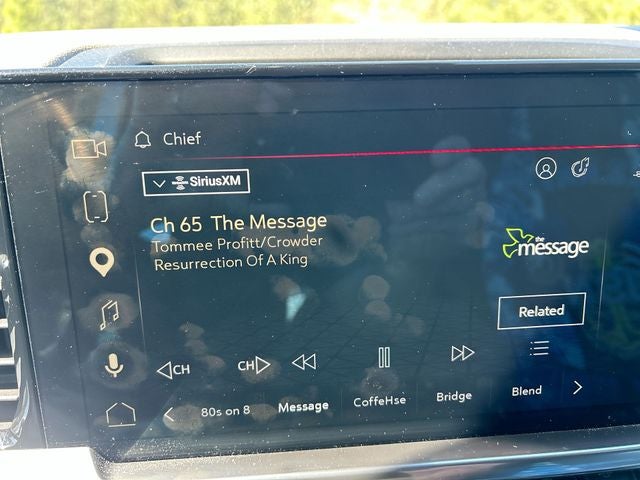 Chief
SiriusXM
Ch 65 The Message
Tommee Profitt/Crowder
Resurrection Of A King
the message
Related
CH
CH
80s on 8
Message
CoffeHse
Bridge
Blend